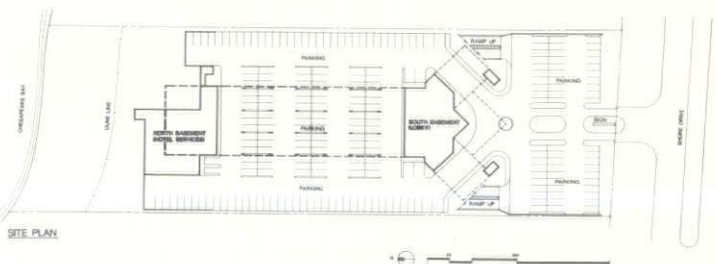 CHESAPEAKE BAY
DUNE LINE
PARKING
RAMP UP
PARKING
NORTH BASEMENT
(HOTEL SERVICES)
PARKING
SOUTH BASEMENT
(LOBBY)
SIGN
SHORE DRIVE
PARKING
RAMP UP
PARKING
SITE PLAN